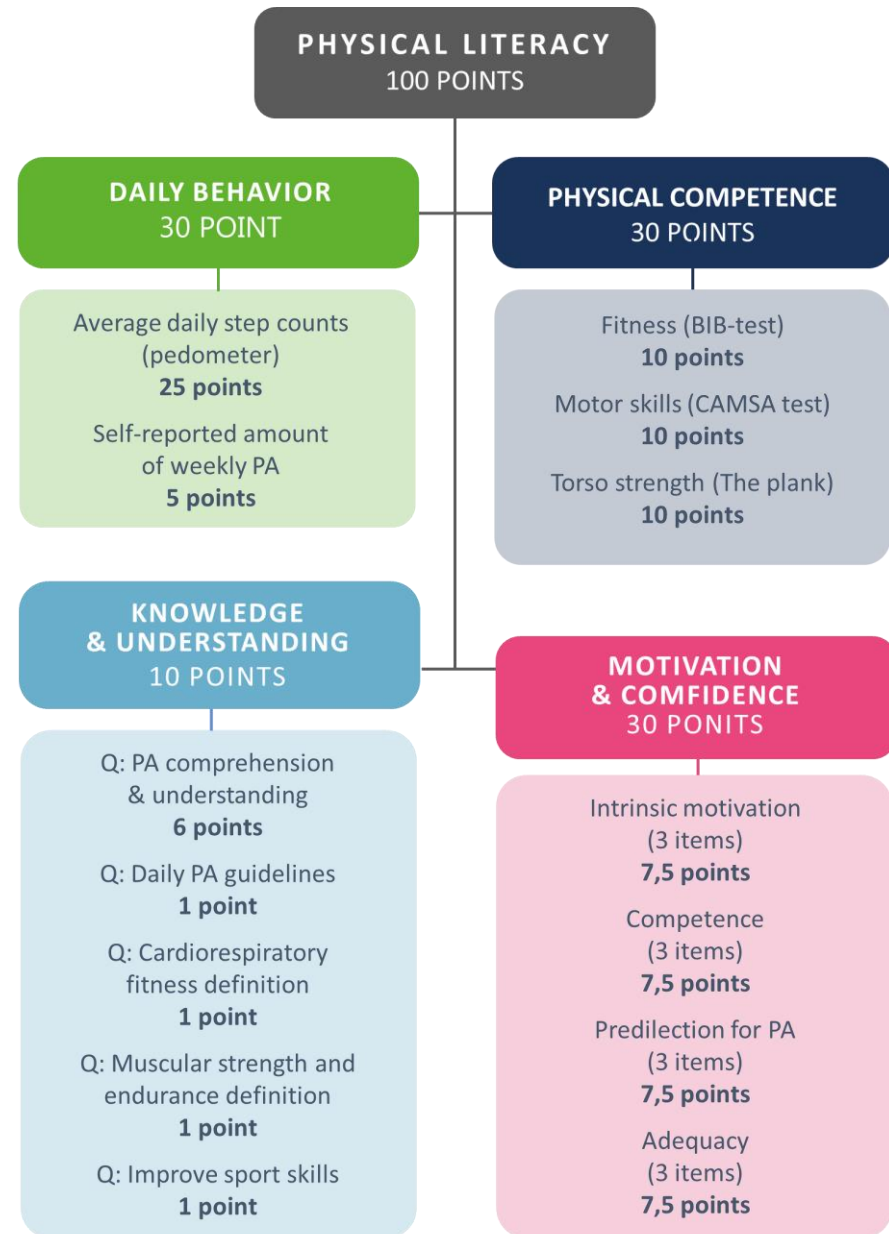 PHYSICAL LITERACY
100 POINTS
DAILY BEHAVIOR
30 POINT
Average daily step counts
(pedometer)
25 points
Self-reported amount
of weekly PA
5 points
PHYSICAL COMPETENCE
30 POINTS
Fitness (BIB-test)
10 points
Motor skills (CAMSA test)
10 points
Torso strength (The plank)
10 points
KNOWLEDGE
& UNDERSTANDING
10 POINTS
Q: PA comprehension
& understanding
6 points
Q: Daily PA guidelines
1 point
Q: Cardiorespiratory
fitness definition
1 point
Q: Muscular strength and
endurance definition
1 point
Q: Improve sport skills
1 point
MOTIVATION
& COMFIDENCE
30 PONITS
Intrinsic motivation
(3 items)
7,5 points
Competence
(3 items)
7,5 points
Predilection for PA
(3 items)
7,5 points
Adequacy
(3 items)
7,5 points